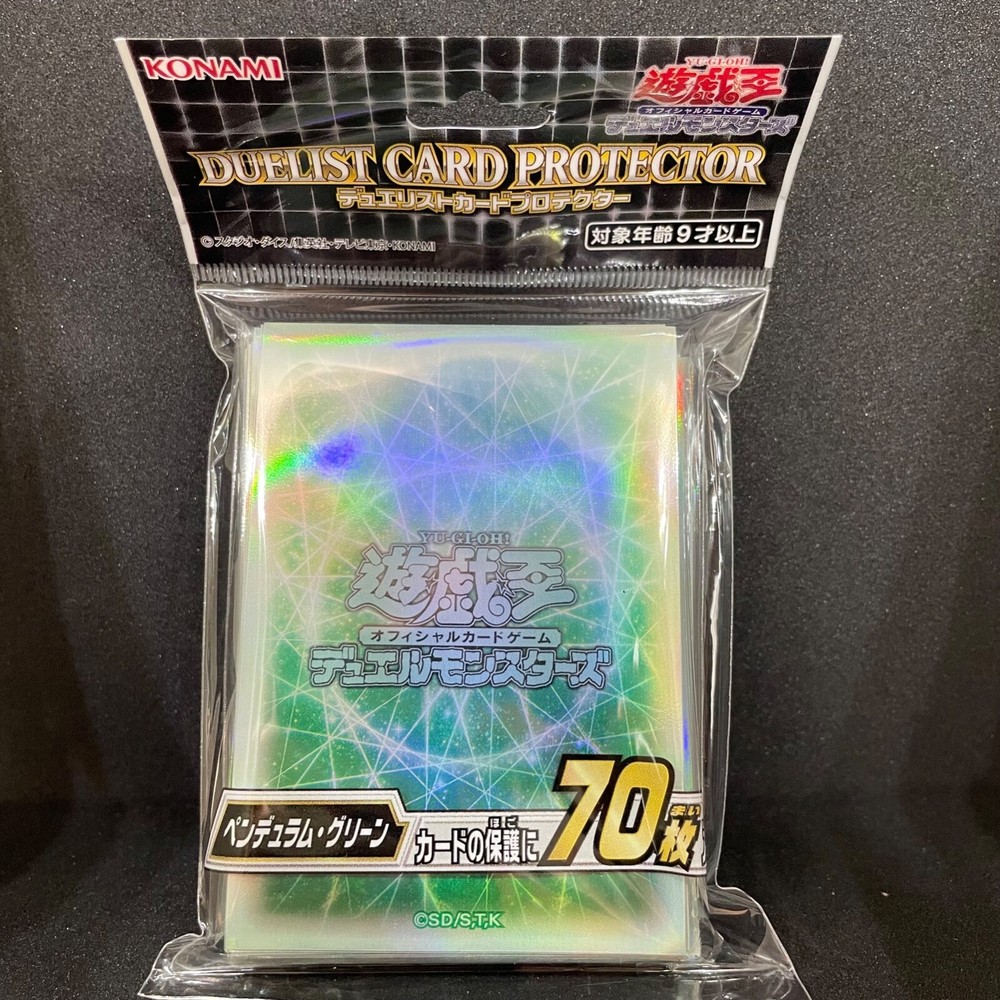 KONAMI
YU-GI-OH!
遊戯王
オフィシャルカードゲーム
デュエルモンスターズ
DUELIST CARD PROTECTOR
デュエリストカードプロテクター
©スタジオ・ダイス/集英社・テレビ東京・KONAMI
対象年齢9才以上
YU-GI-OH!
遊戯王
オフィシャルカードゲーム
デュエルモンスターズ
ペンデュラム・グリーン
ほご
カードの保護に
70
まい
枚
©SD/S,T,K